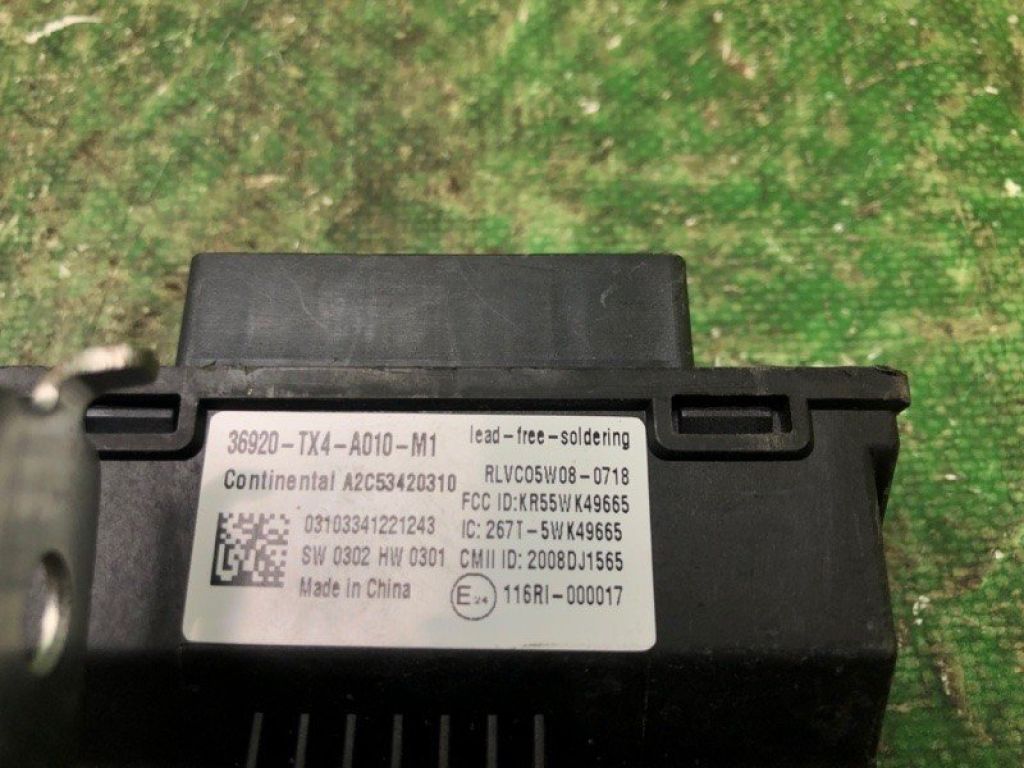 36920-TX4-A010-M1
lead-free-soldering
Continental A2C53420310
RLVC05W08-0718
FCC ID:KR55WK49665
03103341221243
IC: 267T-5WK49665
SW 0302 HW 0301
CMII ID: 2008DJ1565
Made in China
E24 116RI-000017